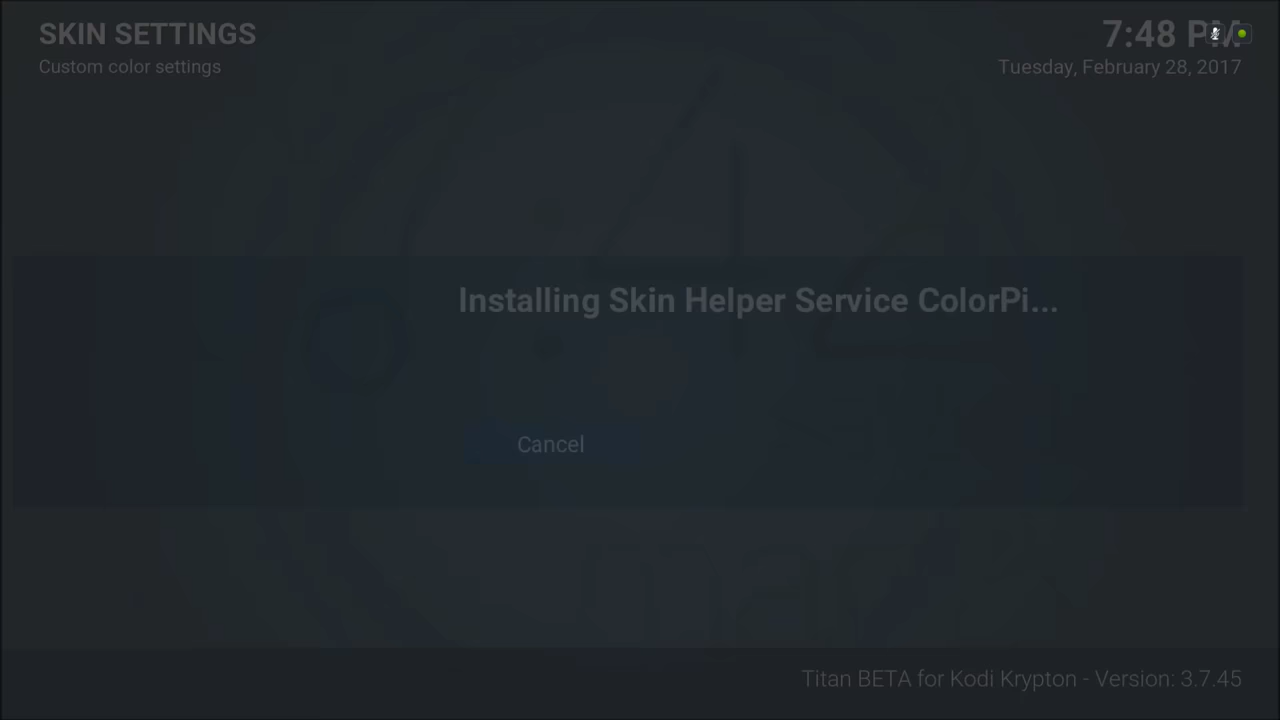 SKIN SETTINGS
7:48 PM
Custom color settings
Tuesday, February 28, 2017
Installing Skin Helper Service ColorPi...
Cancel
Titan BETA for Kodi Krypton - Version: 3.7.45